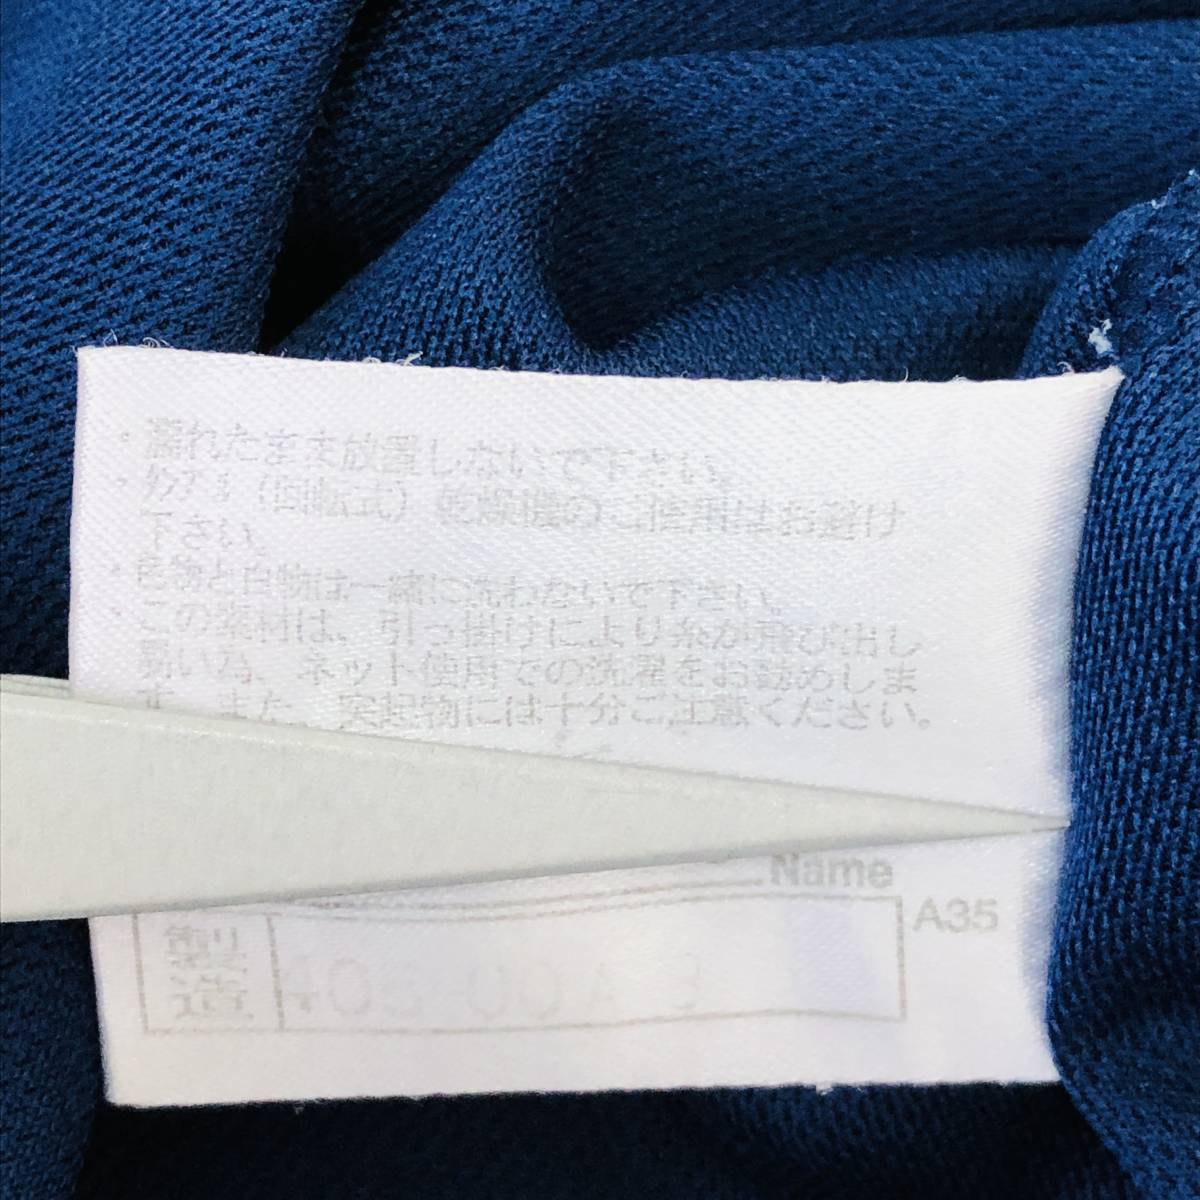 ・濡れたまま放置しないで下さい。
・タンブル（回転式）乾燥機のご使用はお避け
下さい。
・色物と白物は一緒に洗わないで下さい。
・この素材は、引っ掛けにより糸が飛び出し
易い為、ネット使用での洗濯をお勧めしま
す。また、突起物には十分ご注意ください。
Name
A35
製造